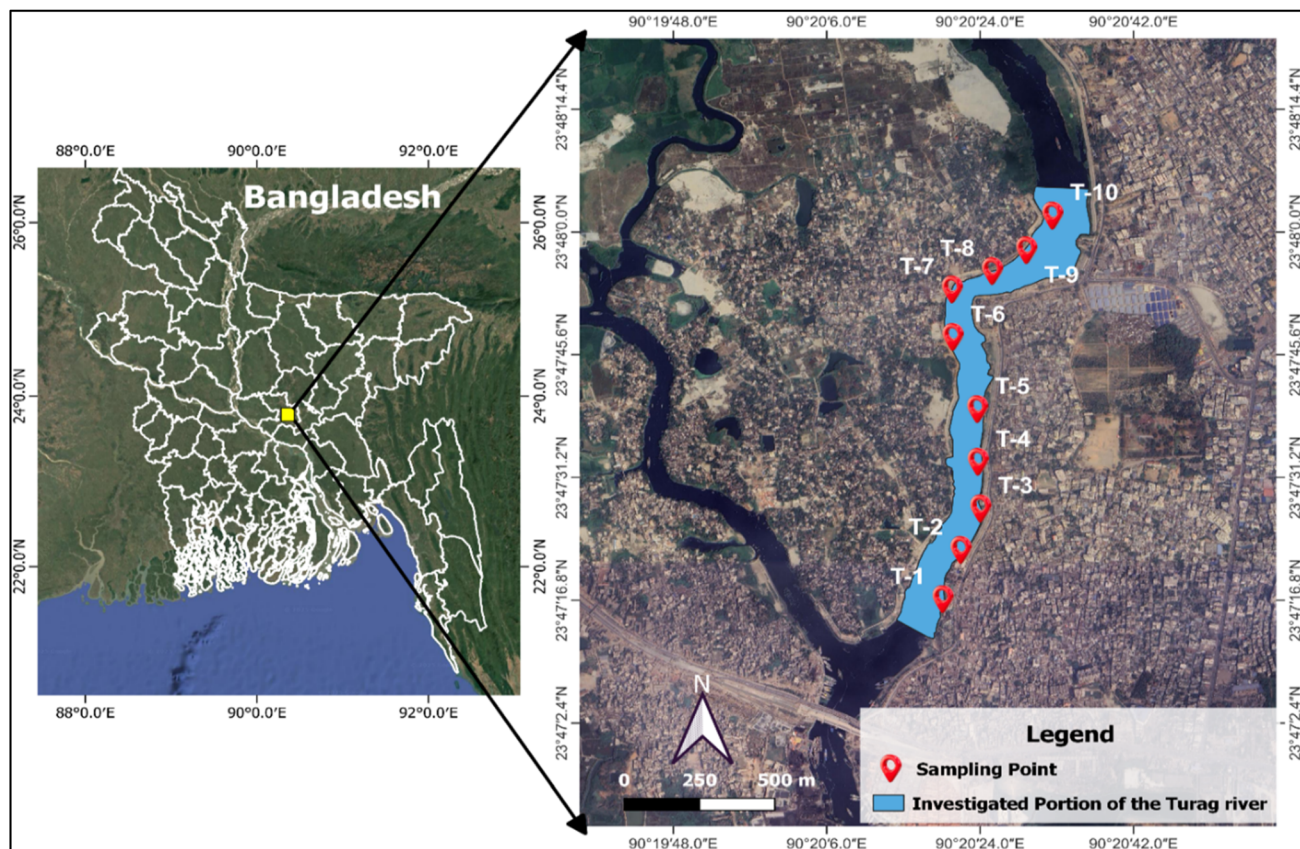 88°0.0'E 90°0.0'E 92°0.0'E
Bangladesh
26°0.0'N
24°0.0'N
22°0.0'N
26°0.0'N
24°0.0'N
22°0.0'N
88°0.0'E 90°0.0'E 92°0.0'E
90°19'48.0"E 90°20'6.0"E 90°20'24.0"E 90°20'42.0"E
23°48'14.4"N
23°48'0.0"N
23°47'45.6"N
23°47'31.2"N
23°47'16.8"N
23°47'2.4"N
T-10
T-8
T-7
T-9
T-6
T-5
T-4
T-3
T-2
T-1
N
0 250 500 m
Legend
Sampling Point
Investigated Portion of the Turag river
23°48'14.4"N
23°48'0.0"N
23°47'45.6"N
23°47'31.2"N
23°47'16.8"N
23°47'2.4"N
90°19'48.0"E 90°20'6.0"E 90°20'24.0"E 90°20'42.0"E